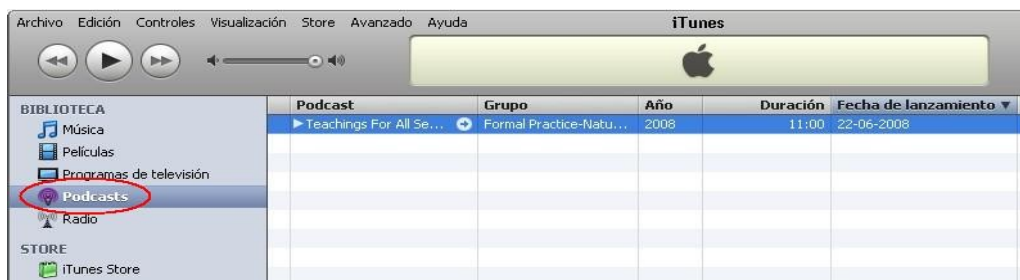 Archivo Edición Controles Visualización Store Avanzado Ayuda iTunes
BIBLIOTECA
Música
Películas
Programas de televisión
Podcasts
Radio
STORE
iTunes Store
Podcast Grupo Año Duración Fecha de lanzamiento
Teachings For All Se... Formal Practice-Natu... 2008 11:00 22-06-2008